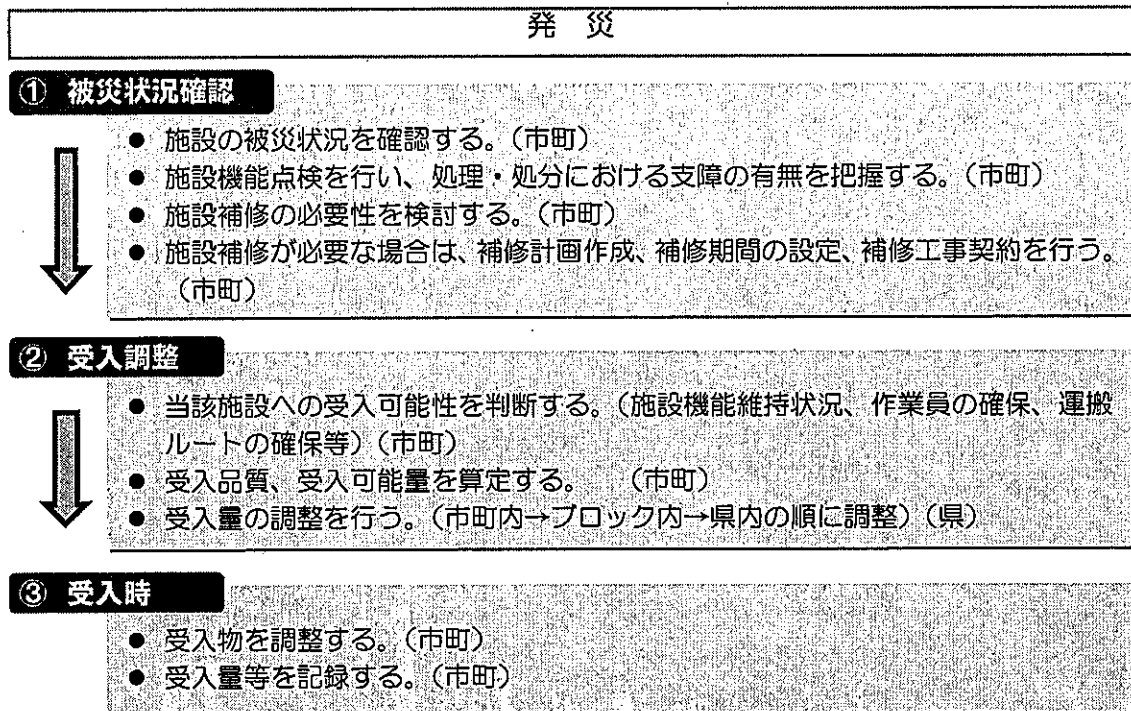 発 災
① 被災状況確認
● 施設の被災状況を確認する。（市町）
● 施設機能点検を行い、処理・処分における支障の有無を把握する。（市町）
● 施設補修の必要性を検討する。（市町）
● 施設補修が必要な場合は、補修計画作成、補修期間の設定、補修工事契約を行う。
（市町）
② 受入調整
● 当該施設への受入可能性を判断する。（施設機能維持状況、作業員の確保、運搬
ルートの確保等）（市町）
● 受入品質、受入可能量を算定する。 （市町）
● 受入量の調整を行う。（市町内→ブロック内→県内の順に調整）（県）
③ 受入時
● 受入物を調整する。（市町）
● 受入量等を記録する。（市町）